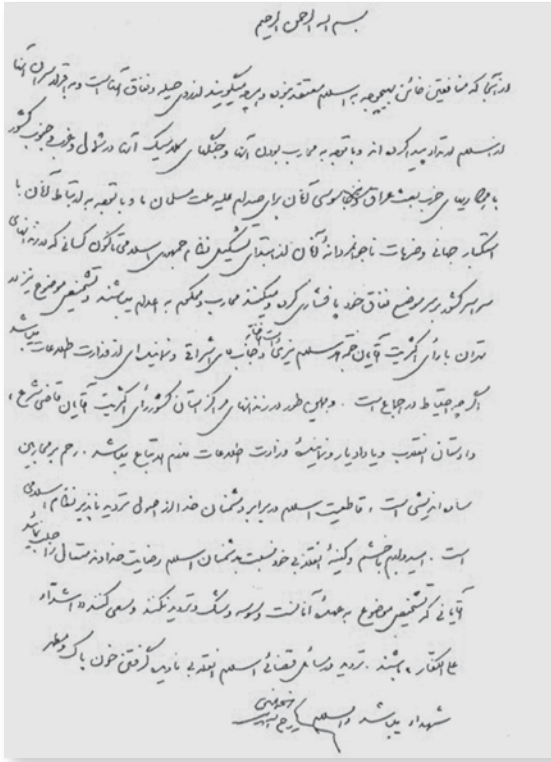 بسم الله الرحمن الرحیم
از آنجا که منافقین خائن بهیچوجه به اسلام معتقد نبوده و هر چه میگویند از روی حیله و نفاق آنهاست و به اقرار سران آنها
از اسلام ارتداد پیدا کرده‌اند و با توجه به محارب بودن آنها و جنگهای کلاسیک آنها در شمال و غرب و جنوب کشور
با همکاریهای حزب بعث عراق و نیز جاسوسی آنان برای صدام علیه ملت مسلمان ما و با توجه به ارتباط آنان با
استکبار جهانی و ضربات ناجوانمردانهٔ آنان از ابتدای تشکیل نظام جمهوری اسلامی تا کنون کسانی که در زندانهای
سراسر کشور بر سر موضع نفاق خود پافشاری کرده و میکنند محارب و محکوم به اعدام میباشند و تشخیص موضوع نیز در
تهران با رأی اکثریت آقایان حجة الاسلام نیری دامت افاضاته و جناب آقای اشراقی و نماینده‌ای از وزارت اطلاعات میباشد
اگر چه احتیاط در اجماع است . و همین طور در زندانهای مراکز استان کشور رأی اکثریت آقایان قاضی شرع ،
دادستان انقلاب و یا دادیار و نمایندهٔ وزارت اطلاعات لازم الاتباع میباشد . رحم بر محاربین
ساده اندیشی است ، قاطعیت اسلام در برابر دشمنان خدا از اصول تردید ناپذیر نظام اسلامی
است . امیدوارم با خشم و کینهٔ انقلابی خود نسبت بدشمنان اسلام رضایت خداوند متعال را جلب نمائید
آقایانی که تشخیص موضوع به عهدهٔ آنانست وسوسه و شک و تردید نکنند و سعی کنند « اشداء
علی الکفار » باشند . تردید در مسائل قضائی اسلام انقلابی نادیده گرفتن خون پاک و مطهر
شهداء میباشد والسلام
روح الله الموسوی الخمینی